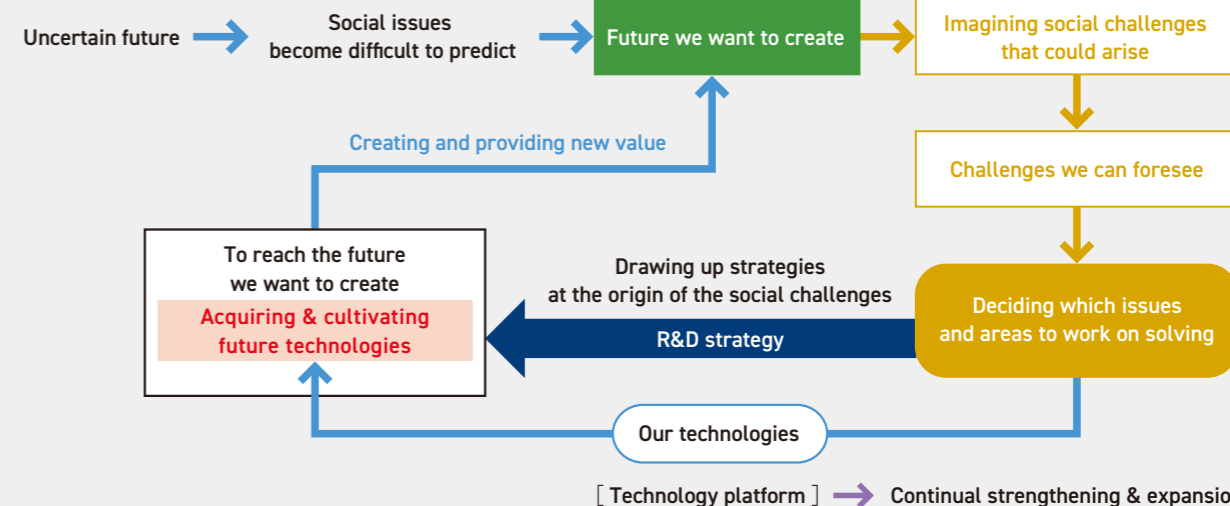 Uncertain future
Social issues
become difficult to predict
Future we want to create
Imagining social challenges
that could arise
Creating and providing new value
Challenges we can foresee
To reach the future
we want to create
Acquiring & cultivating
future technologies
Drawing up strategies
at the origin of the social challenges
R&D strategy
Deciding which issues
and areas to work on solving
Our technologies
[ Technology platform ]
Continual strengthening &